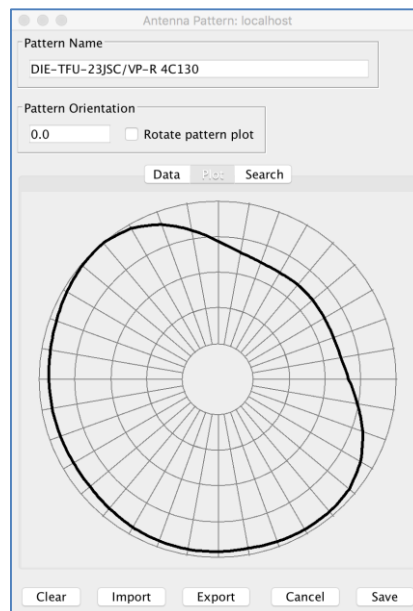 Antenna Pattern: localhost
Pattern Name
DIE-TFU-23JSC/VP-R 4C130
Pattern Orientation
0.0 Rotate pattern plot
Data Plot Search
Clear Import Export Cancel Save